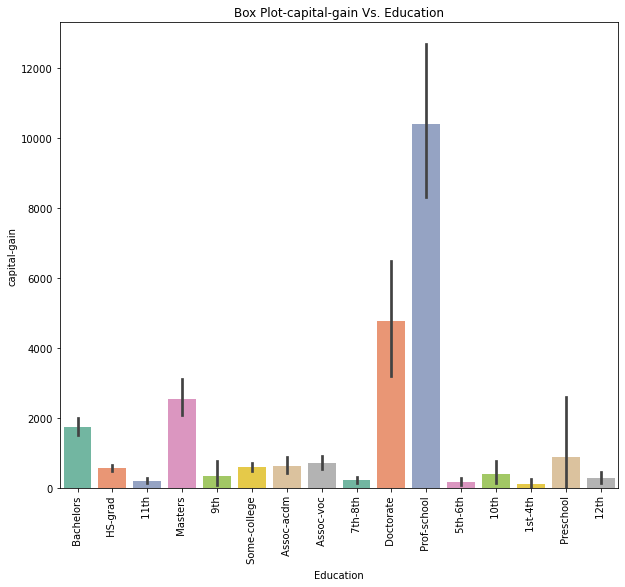 Box Plot-capital-gain Vs. Education
capital-gain
12000
10000
8000
6000
4000
2000
0
Bachelors
HS-grad
11th
Masters
9th
Some-college
Assoc-acdm
Assoc-voc
7th-8th
Doctorate
Prof-school
5th-6th
10th
1st-4th
Preschool
12th
Education